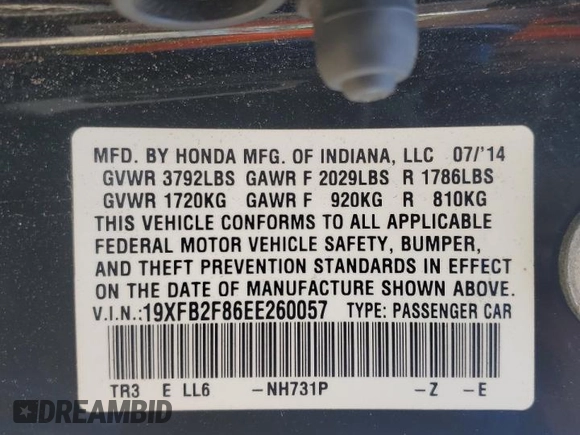 MFD. BY HONDA MFG. OF INDIANA, LLC 07/'14
GVWR 3792LBS GAWR F 2029LBS R 1786LBS
GVWR 1720KG GAWR F 920KG R 810KG
THIS VEHICLE CONFORMS TO ALL APPLICABLE
FEDERAL MOTOR VEHICLE SAFETY, BUMPER,
AND THEFT PREVENTION STANDARDS IN EFFECT
ON THE DATE OF MANUFACTURE SHOWN ABOVE.
V.I.N.:19XFB2F86EE260057 TYPE: PASSENGER CAR
TR3 E LL6 -NH731P -Z -E
DREAMBID